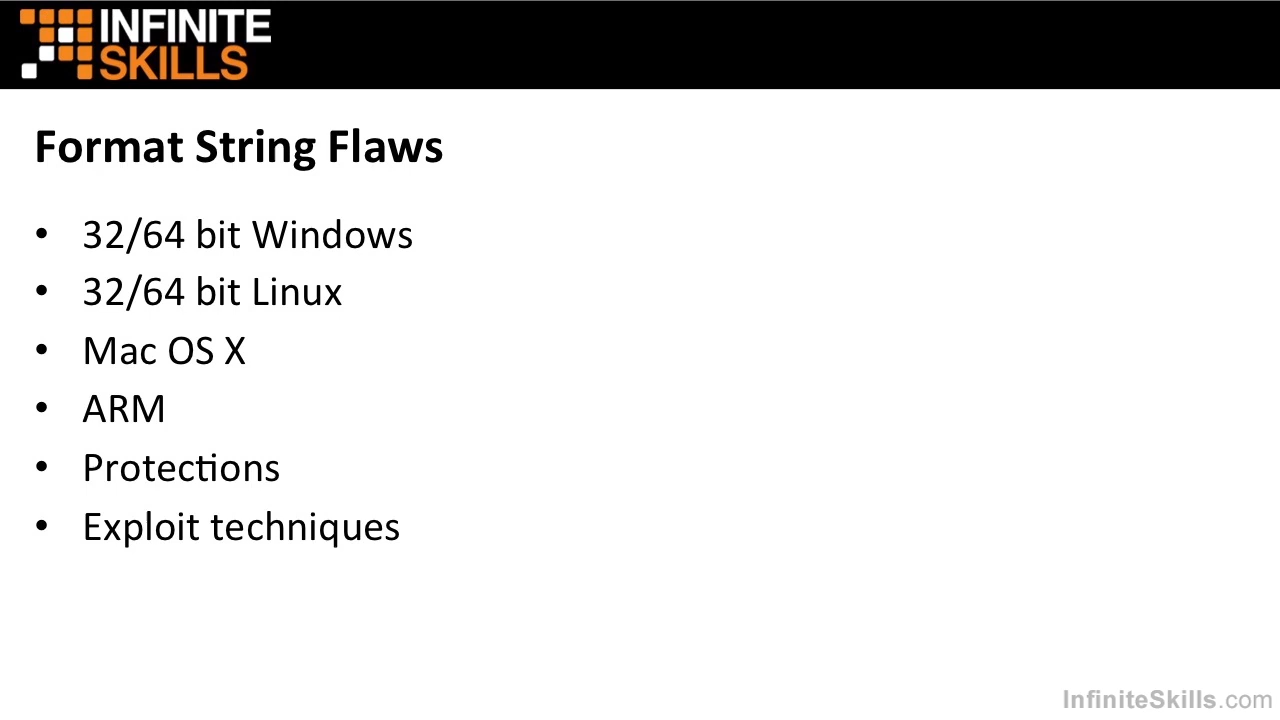 INFINITE
SKILLS
Format String Flaws
• 32/64 bit Windows
• 32/64 bit Linux
• Mac OS X
• ARM
• Protections
• Exploit techniques
InfiniteSkills.com